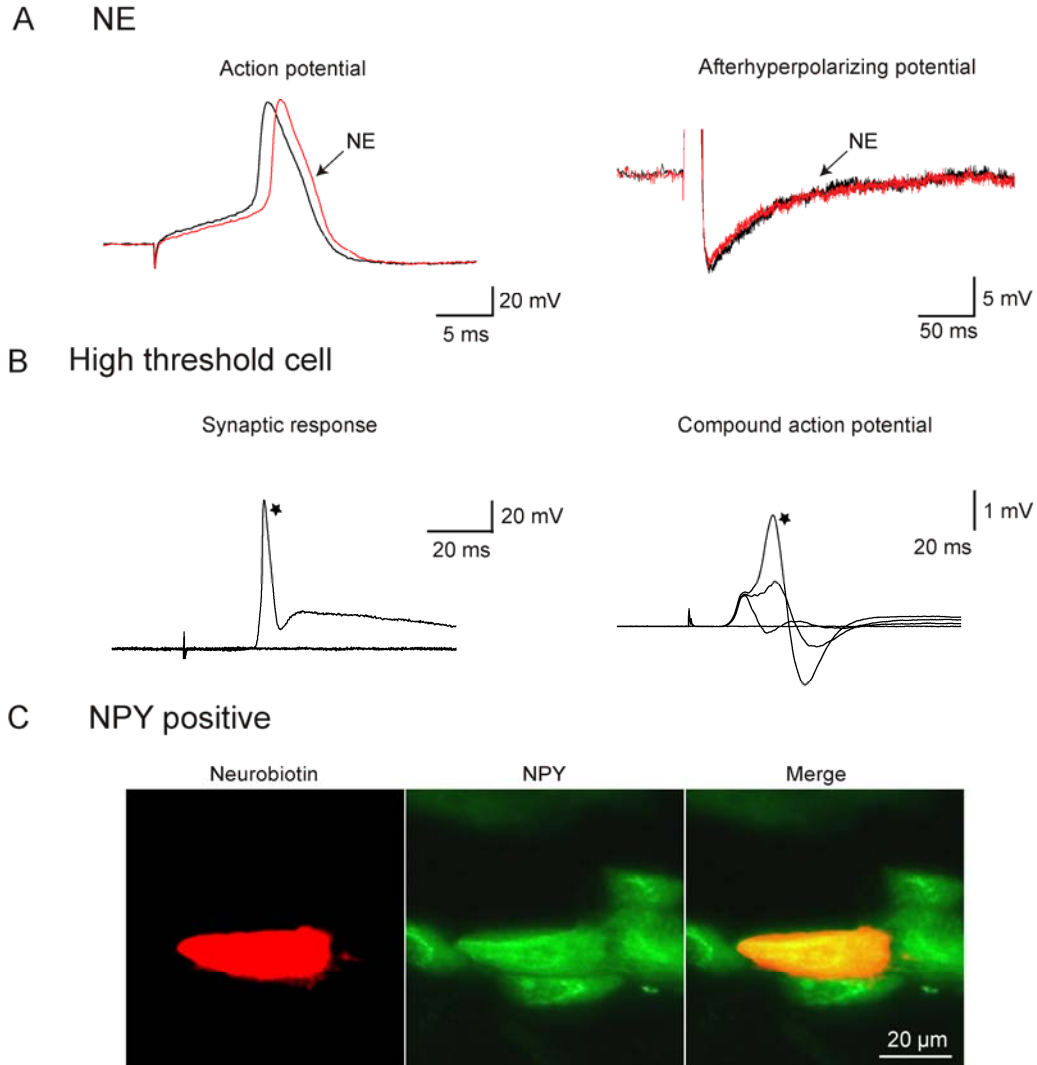 A NE
Action potential
Afterhyperpolarizing potential
NE
NE
20 mV
5 ms
5 mV
50 ms
B High threshold cell
Synaptic response
Compound action potential
20 mV
20 ms
1 mV
20 ms
C NPY positive
Neurobiotin NPY Merge
20 µm